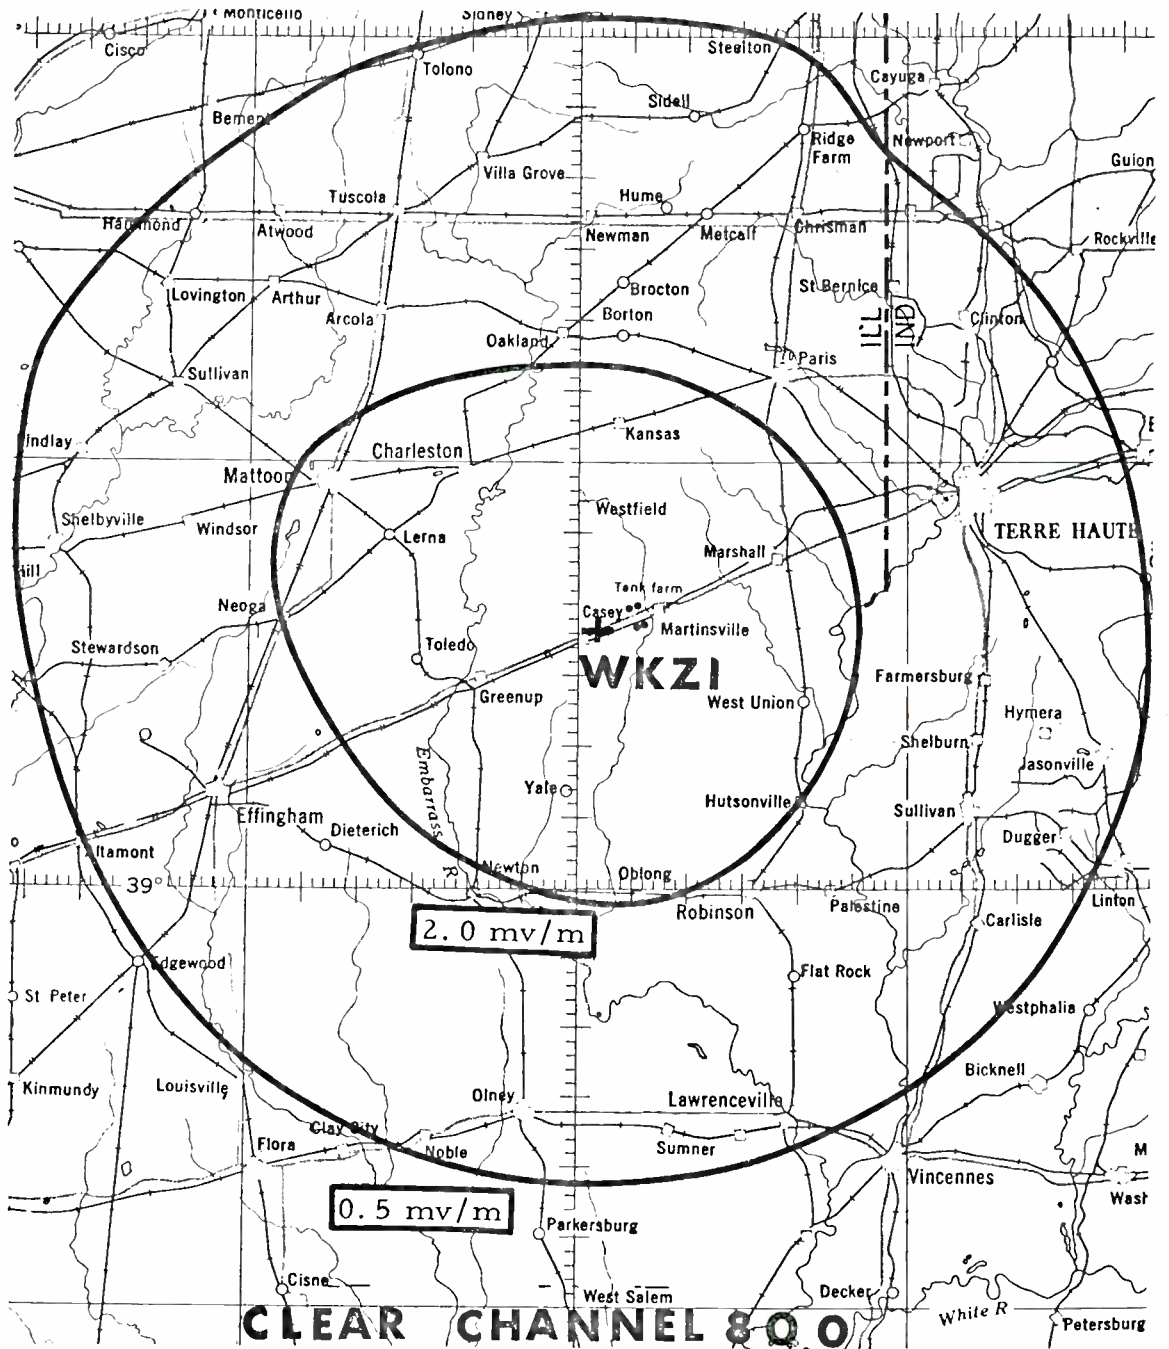 Monticello
Sidney
Cisco
Steelton
Tolono
Cayuga
Sidell
Bement
Ridge
Farm
Newport
Guion
Villa Grove
Tuscola
Hume
Hammond
Atwood
Newman
Metcalf
Chrisman
Rockville
Lovington
Arthur
Brocton
St Bernice
Arcola
Borton
ILL
IND
Clinton
Oakland
Paris
Sullivan
indlay
Kansas
Charleston
Mattoon
Westfield
Shelbyville
Windsor
Lerna
TERRE HAUTE
Marshall
Tank farm
Neoga
Casey
Martinsville
Stewardson
Toledo
WKZI
Greenup
Farmersburg
West Union
Hymera
Shelburn
Jasonville
Embarrass R
Yale
Hutsonville
Sullivan
Effingham
Dieterich
Dugger
Altamont
Newton
Oblong
39°
Robinson
Palestine
Linton
2.0 mv/m
Carlisle
Edgewood
Flat Rock
St Peter
Westphalia
Kinmundy
Louisville
Bicknell
Olney
Lawrenceville
Clay City
Flora
Noble
Sumner
M
Vincennes
Wash
0.5 mv/m
Parkersburg
Cisne
West Salem
Decker
White R
Petersburg
CLEAR CHANNEL 800